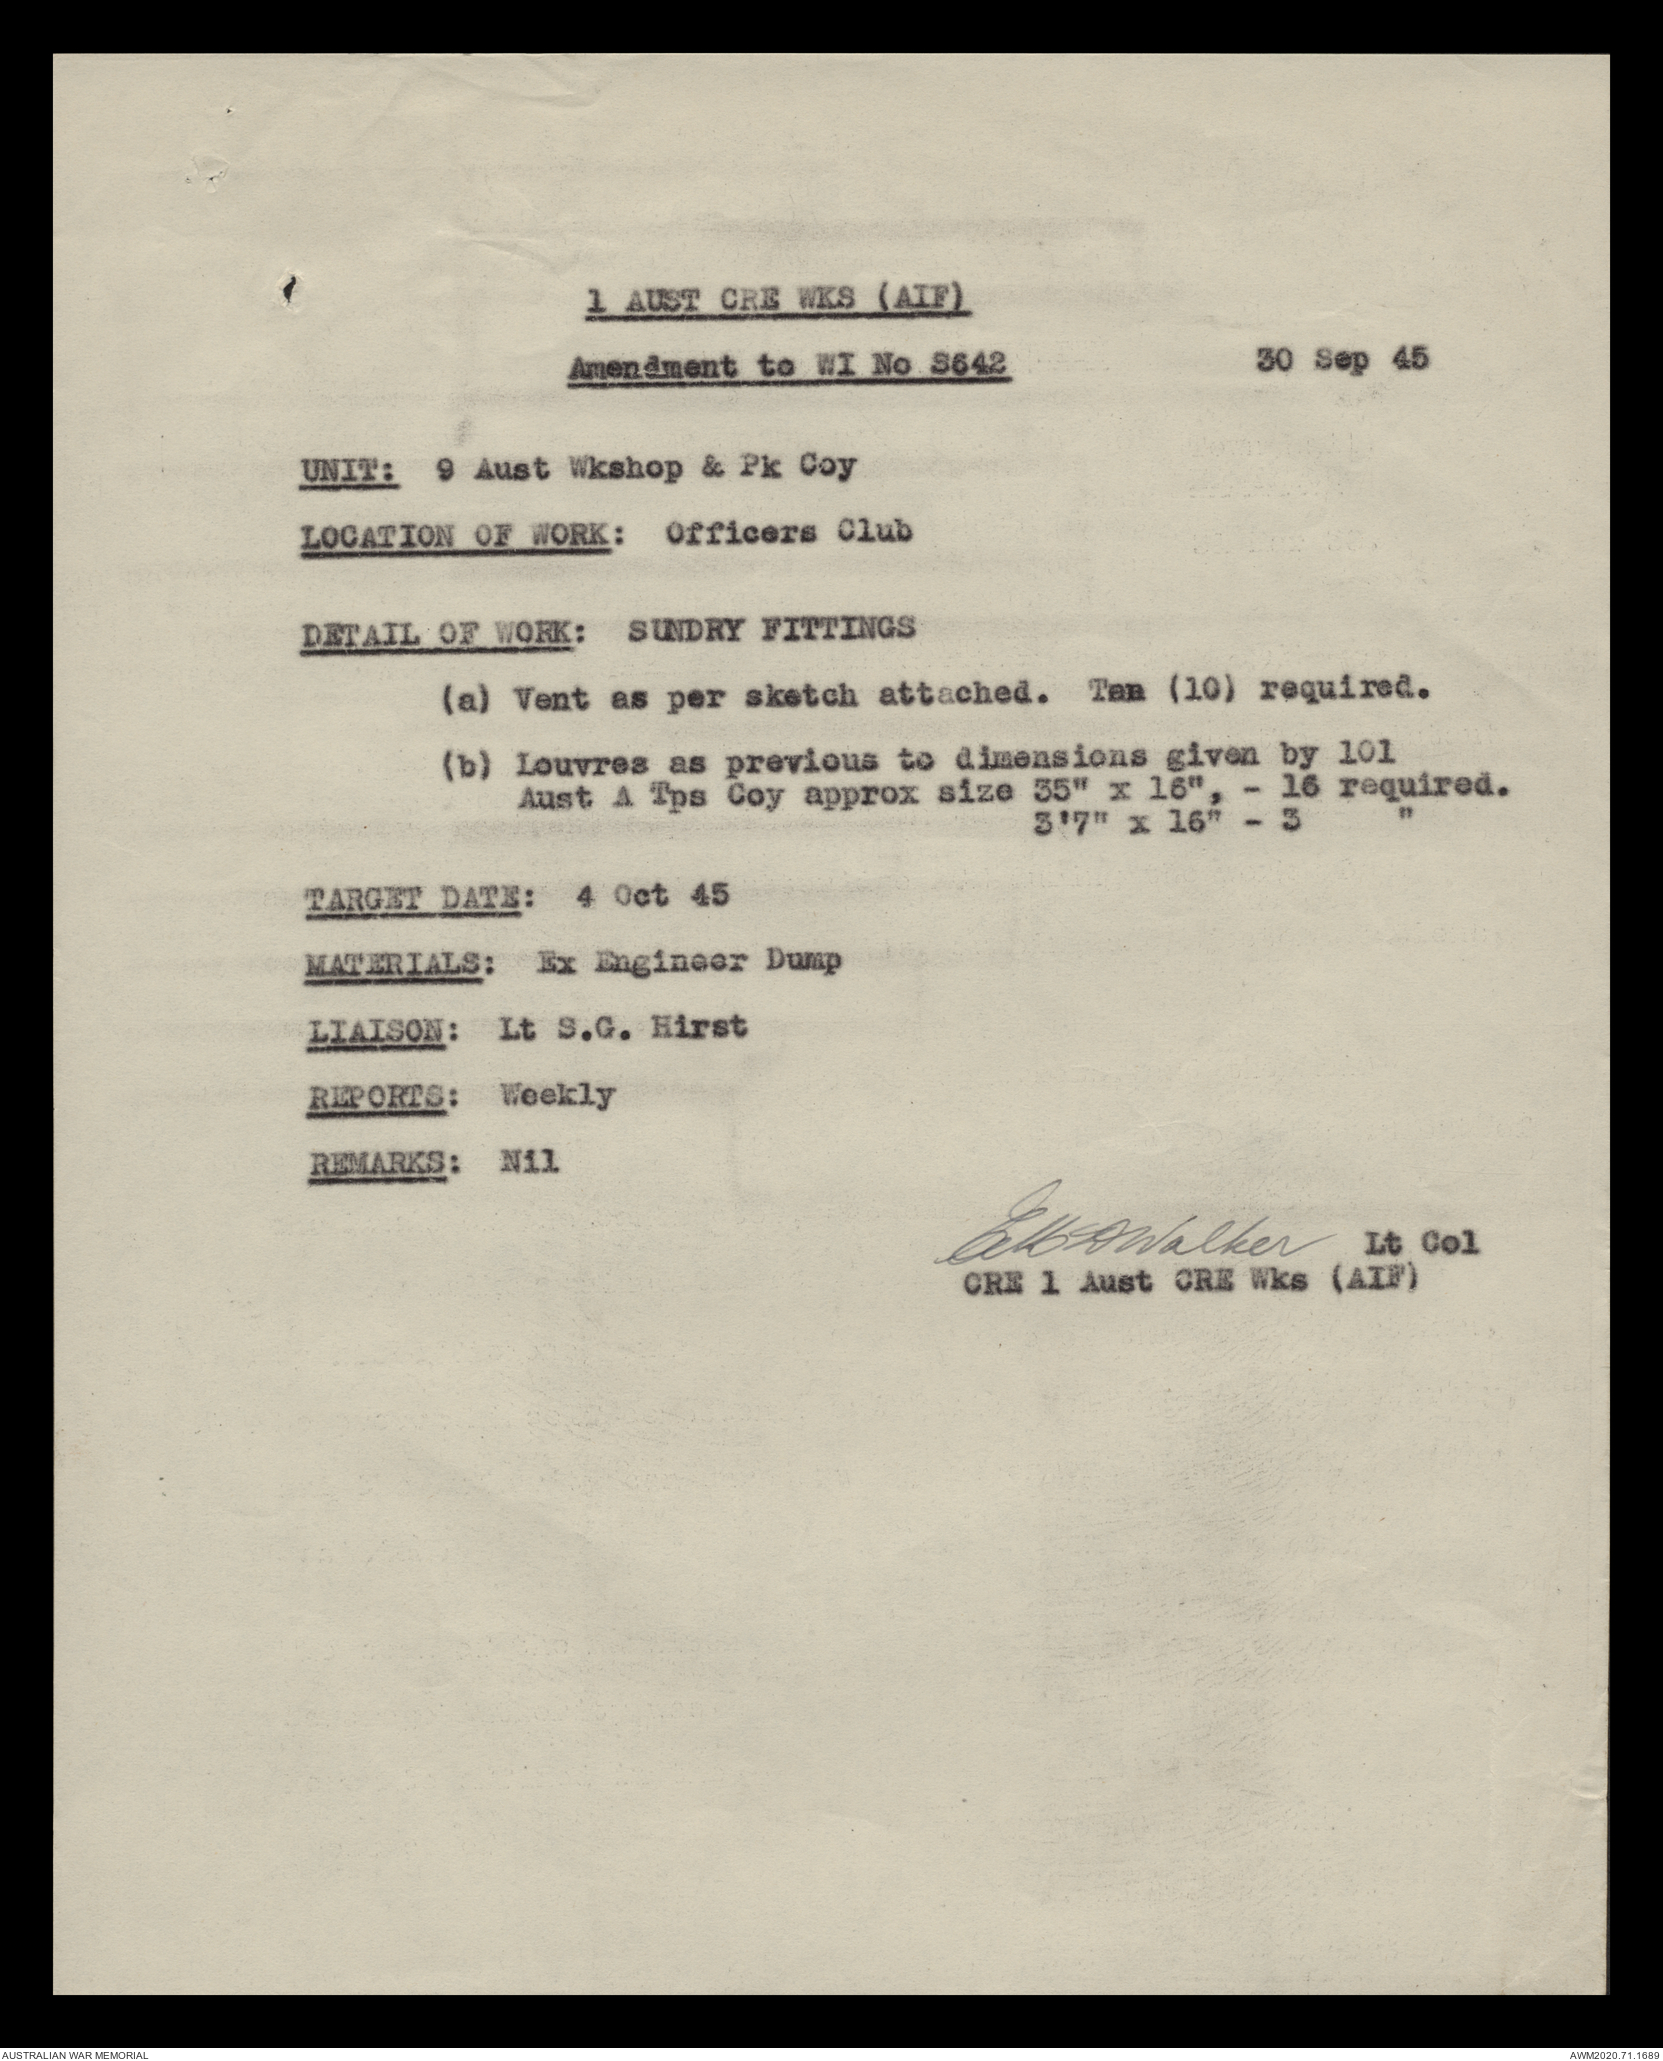 1 AUST CRE WKS (AIF)
Amendment to WI No S642 30 Sep 45
UNIT: 9 Aust Wkshop & Pk Coy
LOCATION OF WORK: Officers Club
DETAIL OF WORK: SUNDRY FITTINGS
(a) Vent as per sketch attached. Ten (10) required.
(b) Louvres as previous to dimensions given by 101
Aust A Tps Coy approx size 35" x 16", - 16 required.
3'7" x 16" - 3 "
TARGET DATE: 4 Oct 45
MATERIALS: Ex Engineer Dump
LIAISON: Lt S.G. Hirst
REPORTS: Weekly
REMARKS: Nil
Walker Lt Col
CRE 1 Aust CRE Wks (AIF)
AUSTRALIAN WAR MEMORIAL AWM2020.71.1689